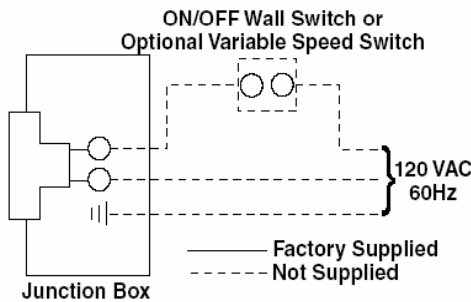 ON/OFF Wall Switch or
Optional Variable Speed Switch
120 VAC
60Hz
Factory Supplied
Not Supplied
Junction Box